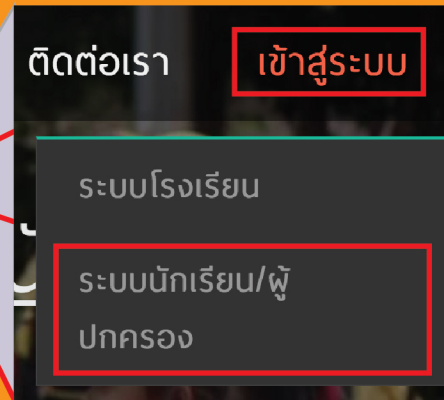 ติดต่อเรา เข้าสู่ระบบ
ระบบโรงเรียน
ระบบนักเรียน/ผู้
ปกครอง